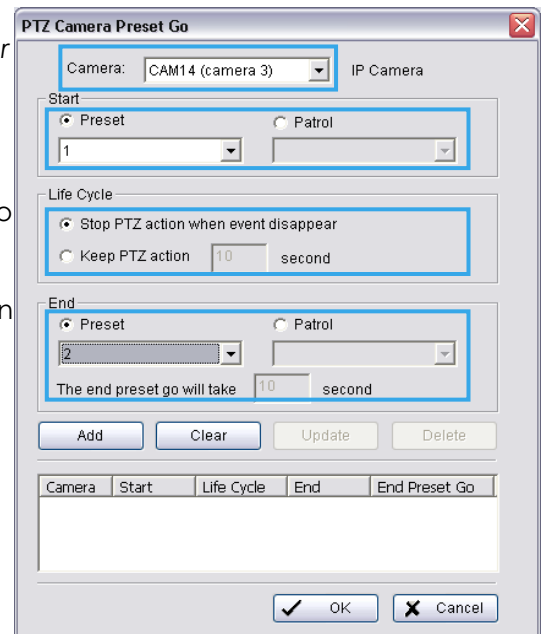 PTZ Camera Preset Go
r
Camera: CAM14 (camera 3) IP Camera
Start
Preset Patrol
1
Life Cycle
o
Stop PTZ action when event disappear
Keep PTZ action 10 second
n
End
Preset Patrol
2
The end preset go will take 10 second
Add Clear Update Delete
Camera Start Life Cycle End End Preset Go
OK Cancel